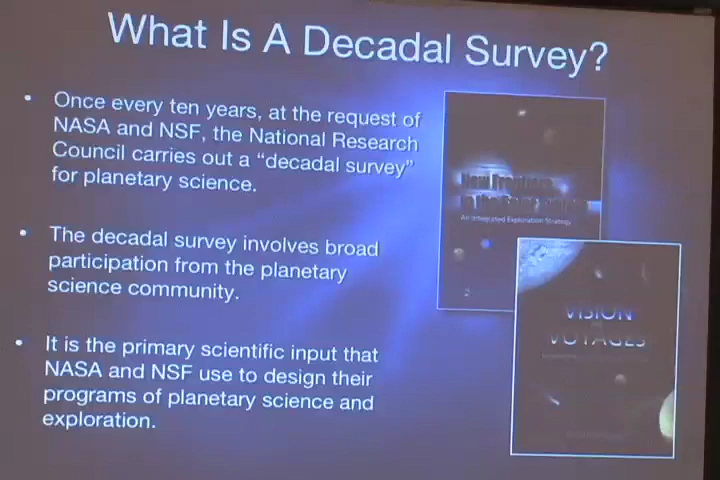 What Is A Decadal Survey?
• Once every ten years, at the request of
NASA and NSF, the National Research
Council carries out a “decadal survey”
for planetary science.
• The decadal survey involves broad
participation from the planetary
science community.
• It is the primary scientific input that
NASA and NSF use to design their
programs of planetary science and
exploration.
New Frontiers
in the Solar System
An Integrated Exploration Strategy
VISION
VOYAGES